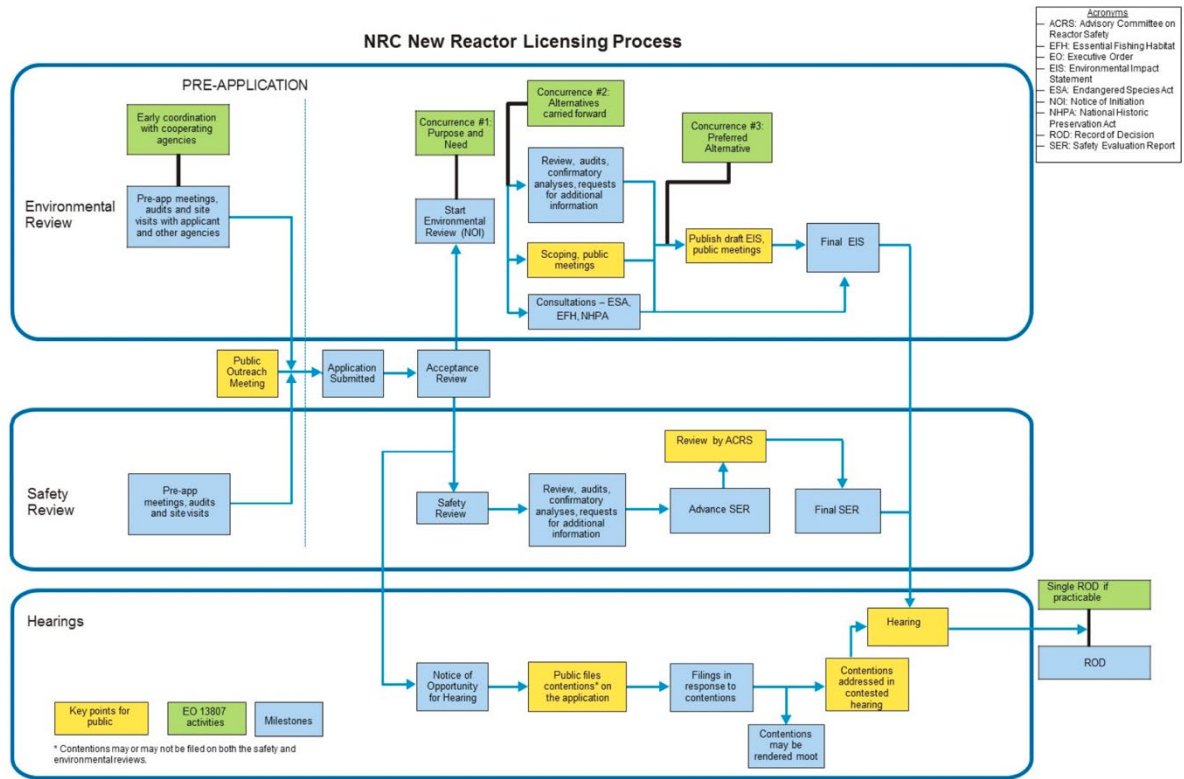 Acronyms
— ACRS: Advisory Committee on
Reactor Safety
— EFH: Essential Fishing Habitat
— EO: Executive Order
— EIS: Environmental Impact
Statement
— ESA: Endangered Species Act
— NOI: Notice of Initiation
— NHPA: National Historic
Preservation Act
— ROD: Record of Decision
— SER: Safety Evaluation Report
NRC New Reactor Licensing Process
PRE-APPLICATION
Environmental
Review
Early coordination
with cooperating
agencies
Pre-app meetings,
audits and site
visits with applicant
and other agencies
Concurrence #1:
Purpose and
Need
Start
Environmental
Review (NOI)
Concurrence #2:
Alternatives
carried forward
Review, audits,
confirmatory
analyses, requests
for additional
information
Scoping, public
meetings
Consultations – ESA,
EFH, NHPA
Concurrence #3:
Preferred
Alternative
Publish draft EIS,
public meetings
Final EIS
Public
Outreach
Meeting
Application
Submitted
Acceptance
Review
Safety
Review
Pre-app
meetings, audits
and site visits
Safety
Review
Review, audits,
confirmatory
analyses, requests
for additional
information
Advance SER
Review by ACRS
Final SER
Hearings
Notice of
Opportunity
for Hearing
Public files
contentions* on
the application
Filings in
response to
contentions
Contentions
may be
rendered moot
Contentions
addressed in
contested
hearing
Hearing
Single ROD if
practicable
ROD
Key points for
public
EO 13807
activities
Milestones
* Contentions may or may not be filed on both the safety and
environmental reviews.